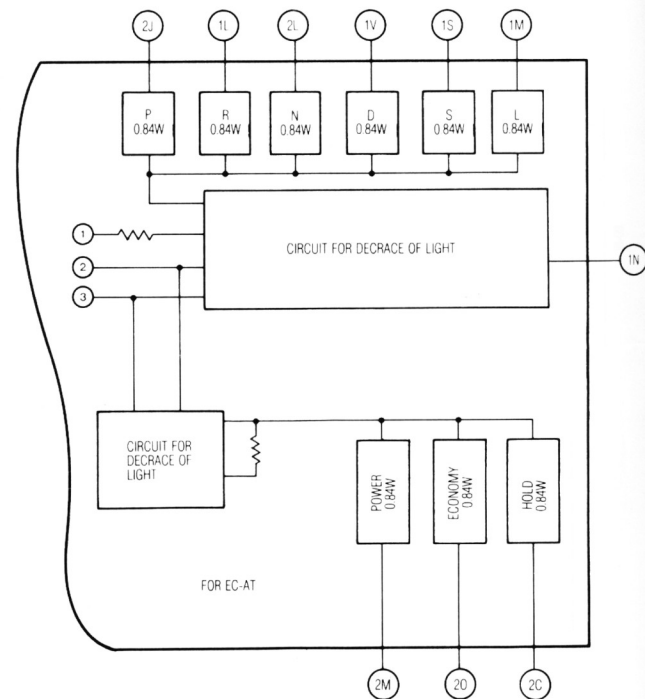 2J 1I 2L 1V 1S 1M
P 0.84W
R 0.84W
N 0.84W
D 0.84W
S 0.84W
L 0.84W
1
CIRCUIT FOR DECRACE OF LIGHT
2
3
1N
CIRCUIT FOR
DECRACE OF
LIGHT
POWER
0.84W
ECONOMY
0.84W
HOLD
0.84W
FOR EC-AT
2M 2O 2C